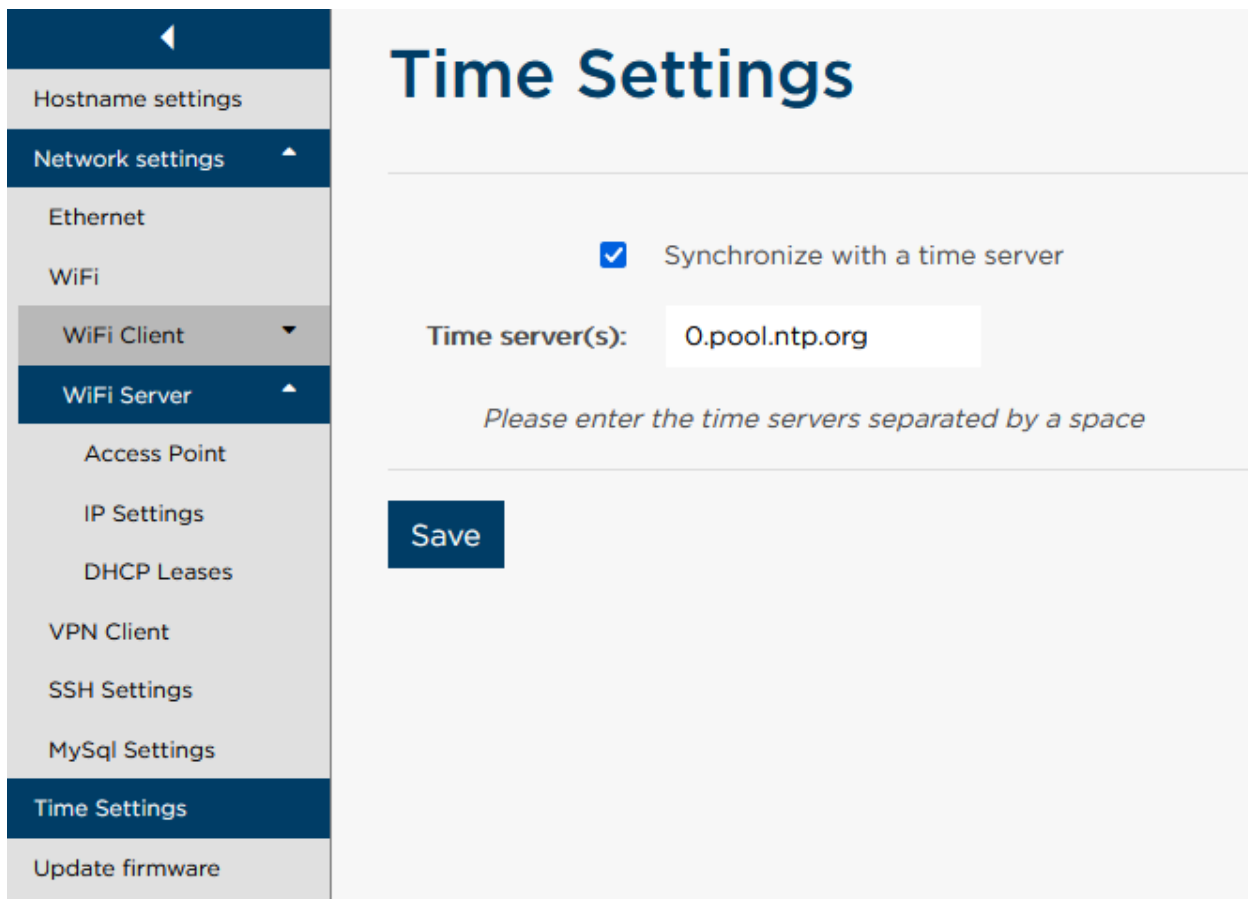 Hostname settings
Network settings
Ethernet
WiFi
WiFi Client
WiFi Server
Access Point
IP Settings
DHCP Leases
VPN Client
SSH Settings
MySql Settings
Time Settings
Update firmware
Time Settings
Synchronize with a time server
Time server(s): 0.pool.ntp.org
Please enter the time servers separated by a space
Save